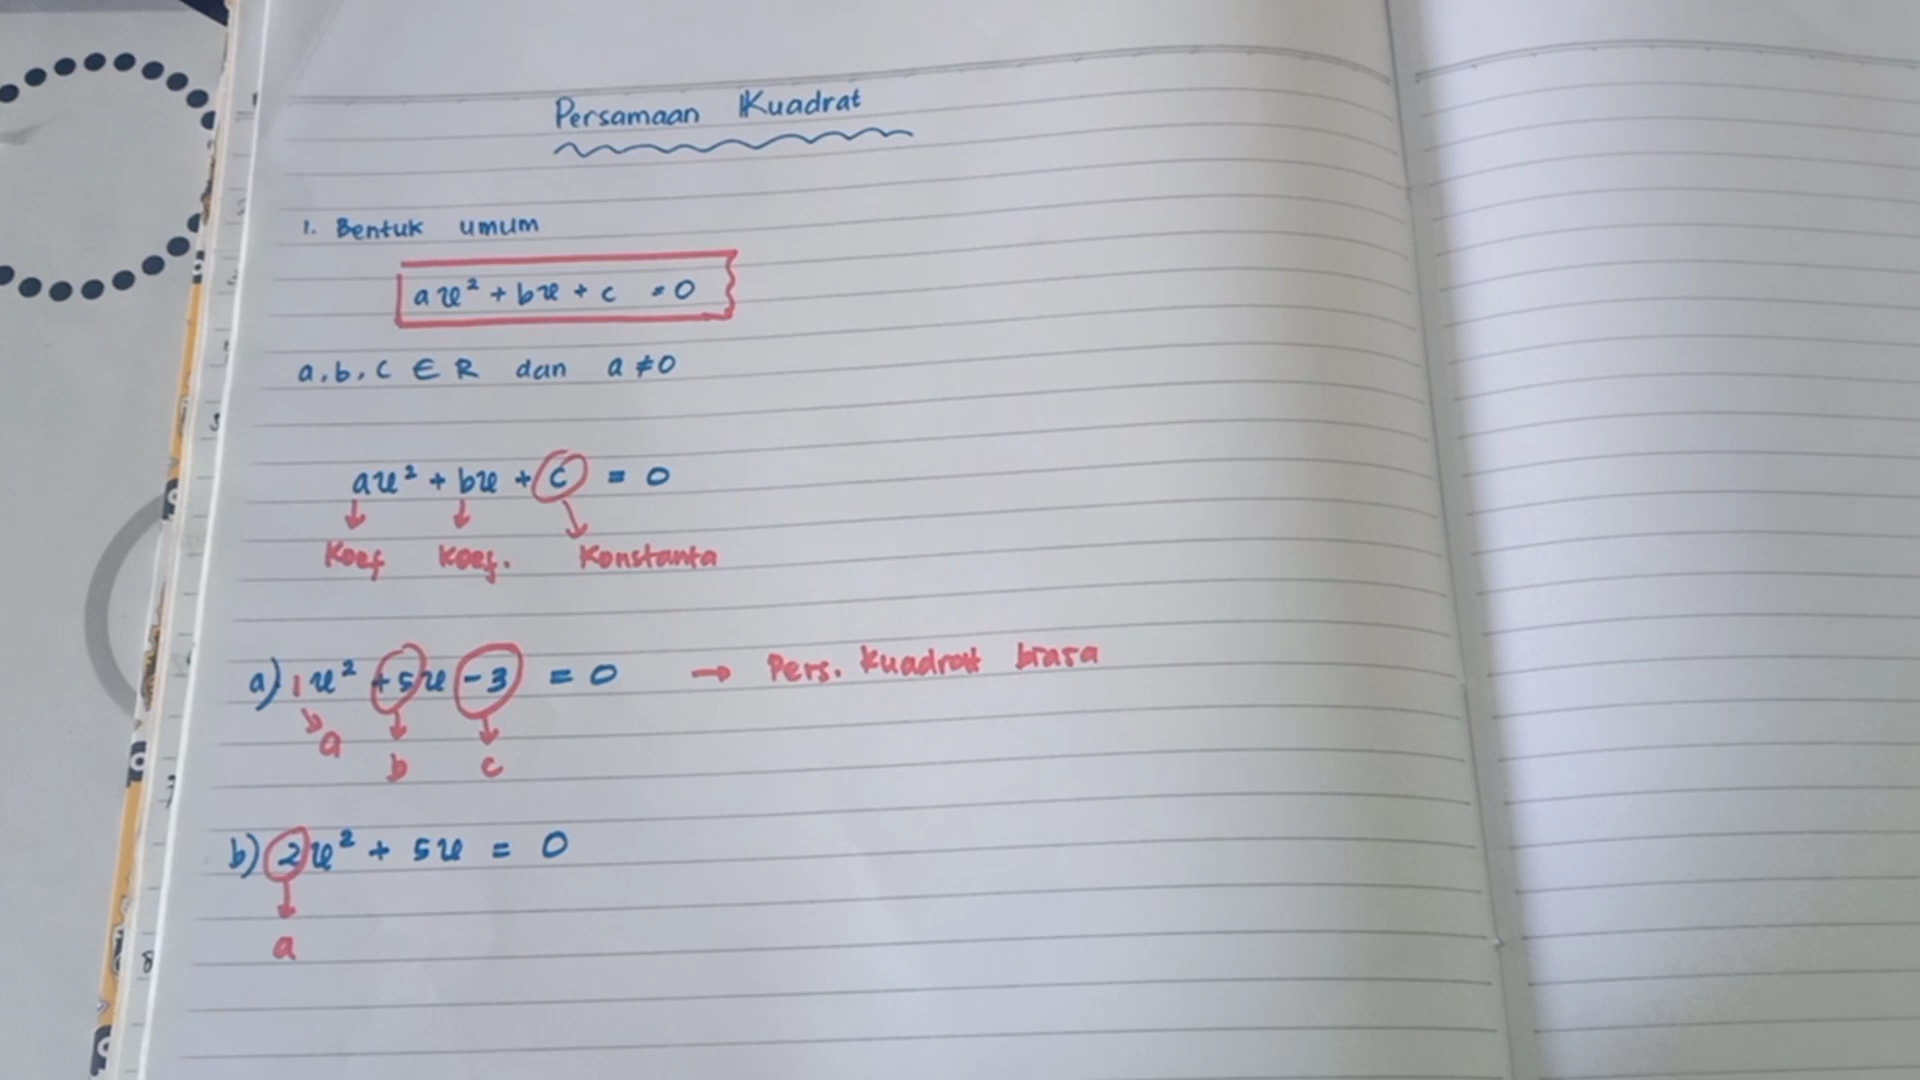 Persamaan Kuadrat
1. Bentuk umum
ax² + bx + c = 0
a, b, c ∈ R dan a ≠ 0
ax² + bx + c = 0
Koef Koef. Konstanta
a) 1x² + 5x - 3 = 0 → Pers. Kuadrat biasa
a b c
b) 2x² + 5x = 0
a